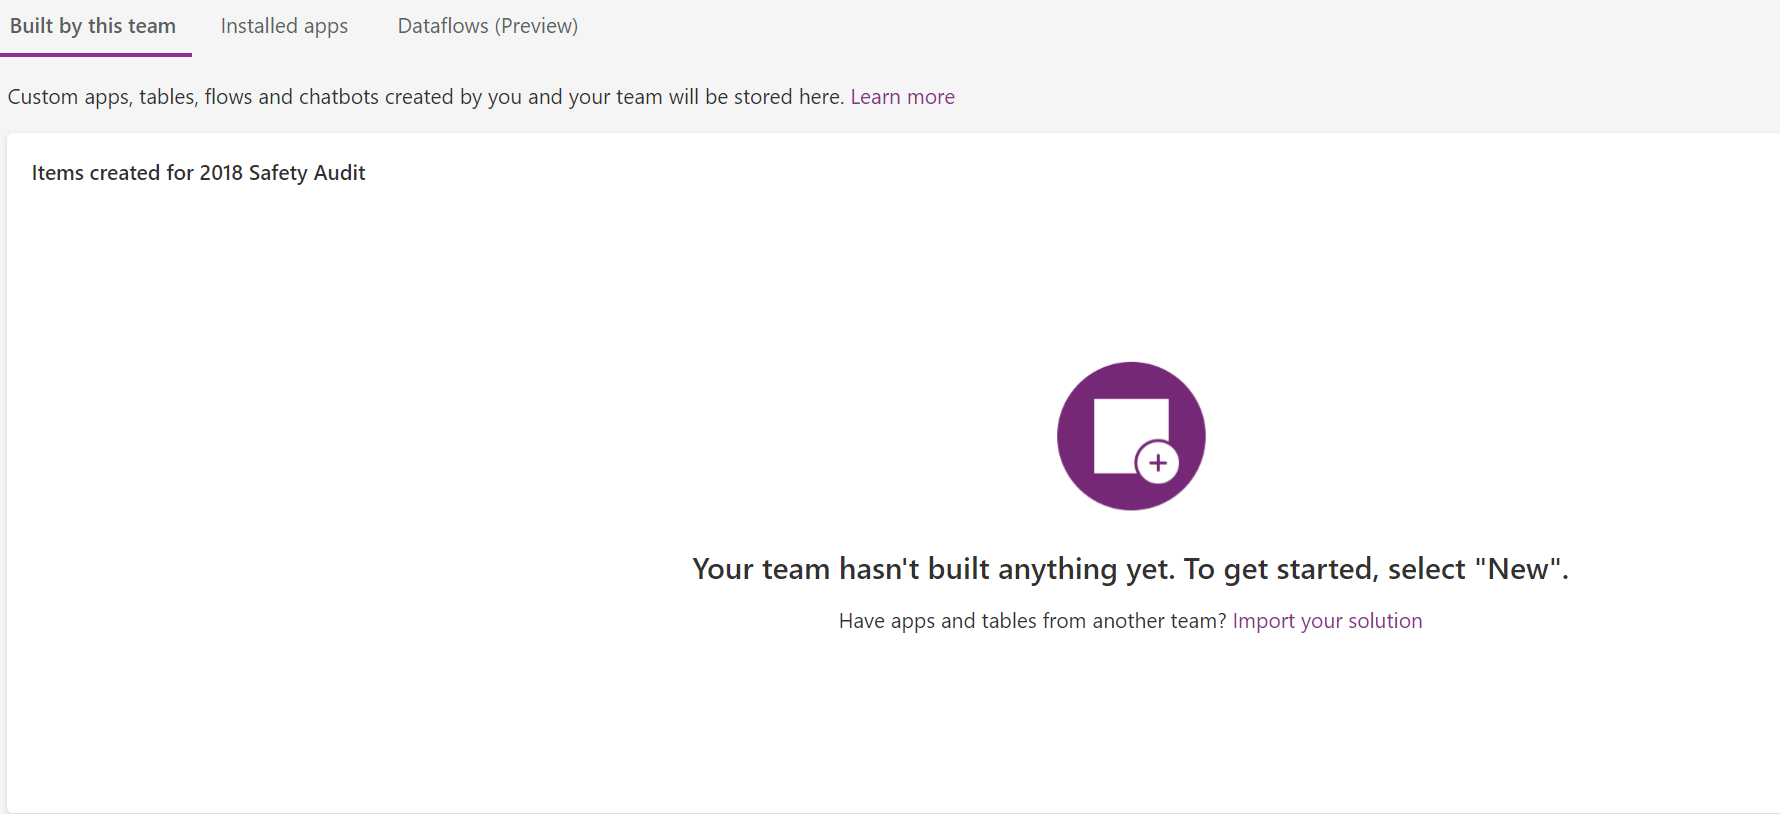 Built by this team Installed apps Dataflows (Preview)
Custom apps, tables, flows and chatbots created by you and your team will be stored here. Learn more
Items created for 2018 Safety Audit
Your team hasn't built anything yet. To get started, select "New".
Have apps and tables from another team? Import your solution